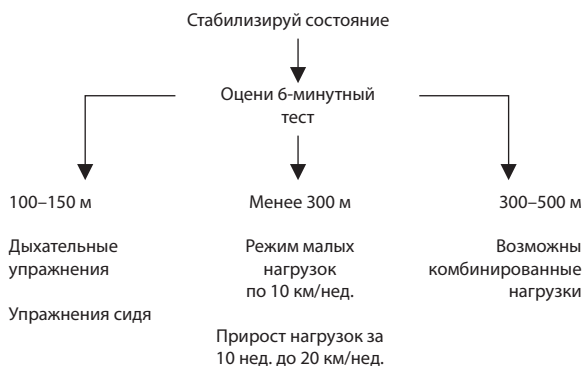 Стабилизируй состояние
Оцени 6-минутный
тест
100–150 м
Дыхательные
упражнения
Упражнения сидя
Менее 300 м
Режим малых
нагрузок
по 10 км/нед.
Прирост нагрузок за
10 нед. до 20 км/нед.
300–500 м
Возможны
комбинированные
нагрузки